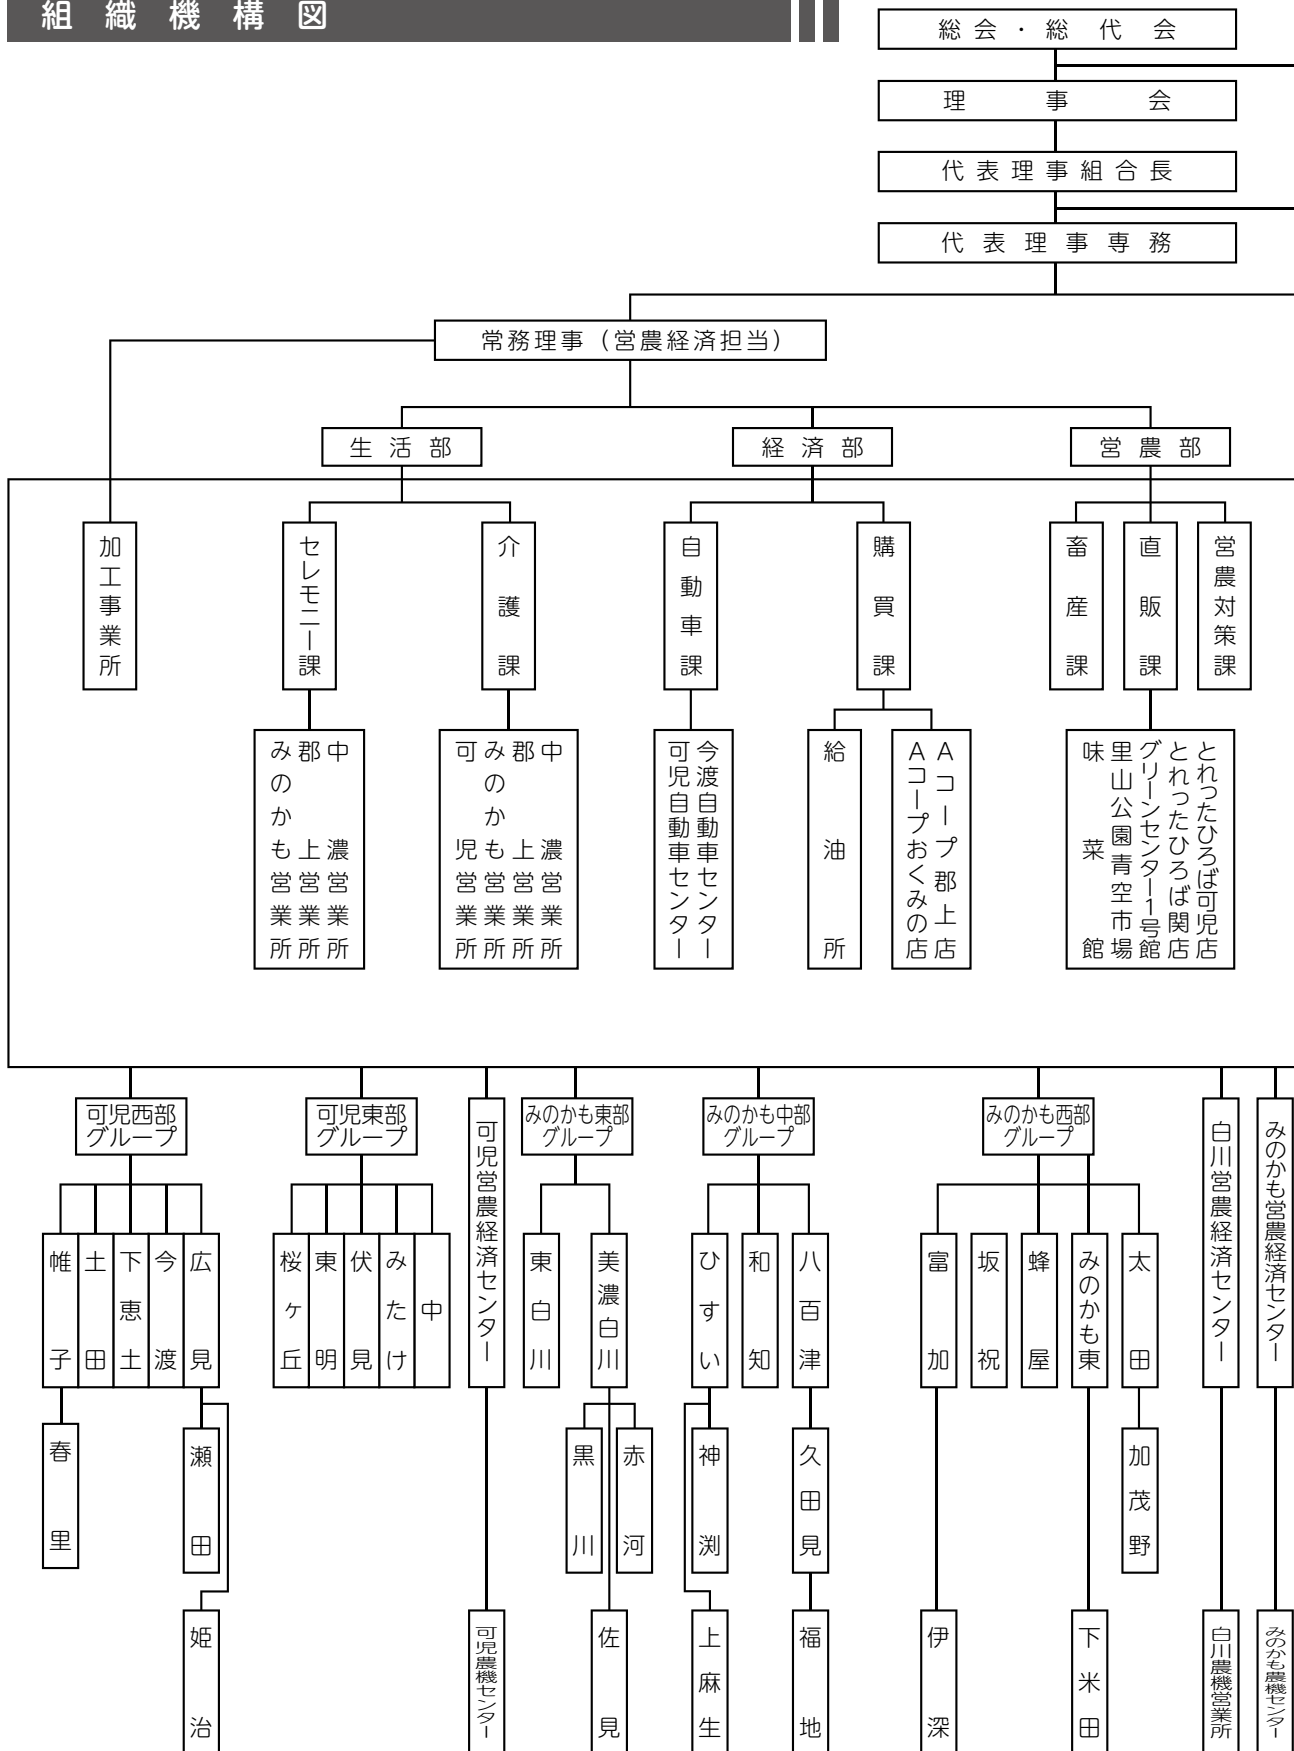 組織機構図
総会・総代会
理事会
代表理事組合長
代表理事専務
常務理事（営農経済担当）
生活部
経済部
営農部
加工事業所
セレモニー課
介護課
自動車課
購買課
畜産課
直販課
営農対策課
中濃営業所
郡上営業所
みのかも営業所
中濃営業所
郡上営業所
みのかも営業所
可児営業所
今渡自動車センター
可児自動車センター
給油所
Aコープ郡上店
Aコープおくみの店
とれったひろば可児店
とれったひろば関店
グリーンセンター1号館
里山公園青空市場
味菜館
可児西部
グループ
可児東部
グループ
可児営農経済センター
みのかも東部
グループ
みのかも中部
グループ
みのかも西部
グループ
白川営農経済センター
みのかも営農経済センター
帷子
土田
下恵土
今渡
広見
桜ヶ丘
東明
伏見
みたけ
中
東白川
美濃白川
ひすい
和知
八百津
富加
坂祝
蜂屋
みのかも東
太田
春里
瀬田
黒川
赤河
神渕
久田見
加茂野
姫治
可児農機センター
佐見
上麻生
福地
伊深
下米田
白川農機営業所
みのかも農機センター